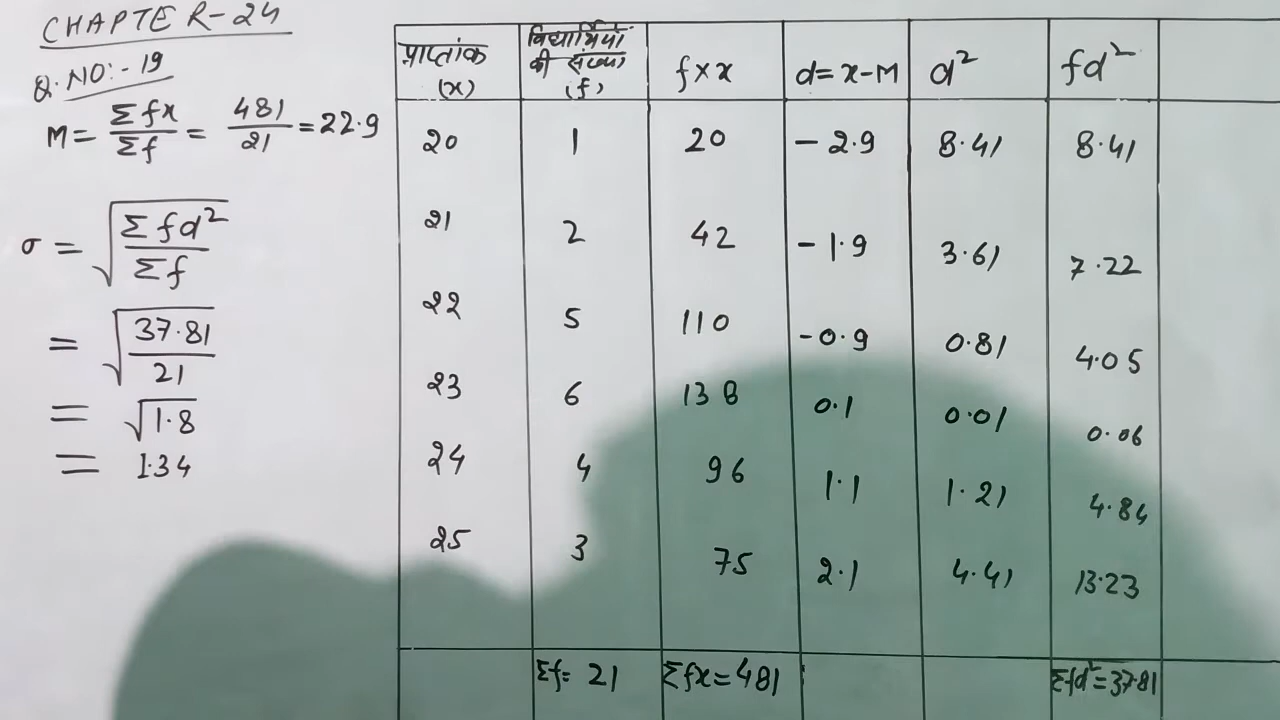 CHAPTER-24
Q.NO:-19
M = Σfx/Σf = 481/21 = 22.9
σ = √(Σfd²/Σf)
= √(37.81/21)
= √1.8
= 1.34
प्राप्तांक (x) विद्यार्थियों की संख्या (f) f×x d=x-M d² fd²
20 1 20 -2.9 8.41 8.41
21 2 42 -1.9 3.61 7.22
22 5 110 -0.9 0.81 4.05
23 6 138 0.1 0.01 0.06
24 4 96 1.1 1.21 4.84
25 3 75 2.1 4.41 13.23
Σf= 21 Σfx=481 Σfd²=37.81